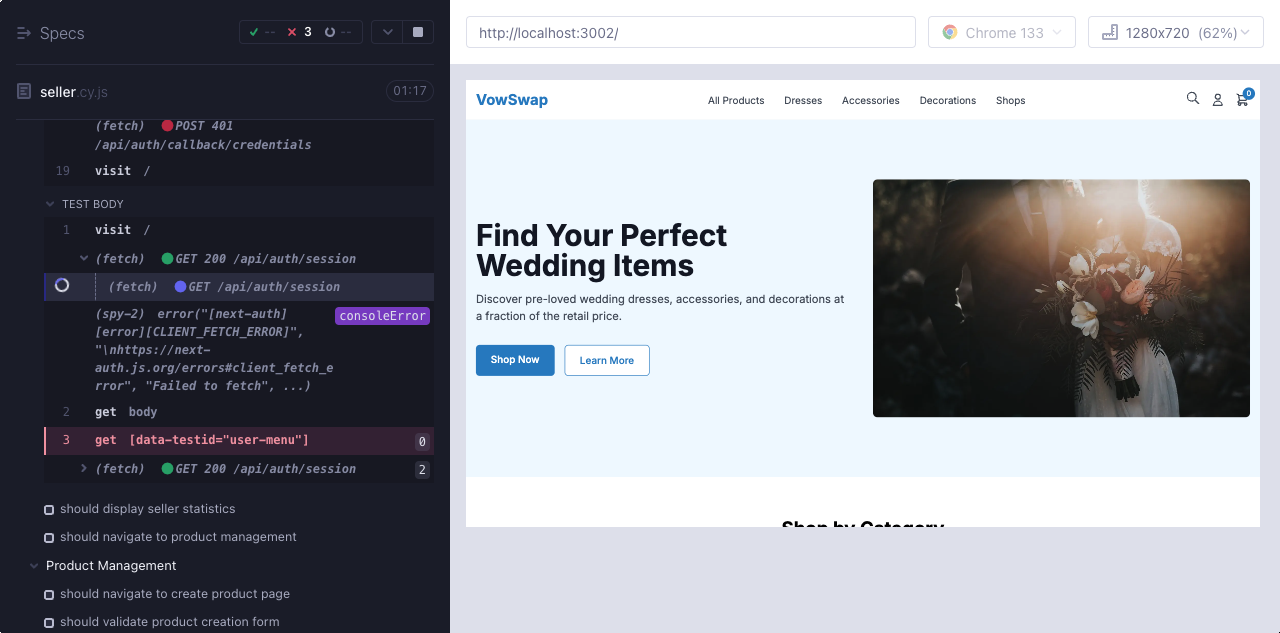 Specs
-- 3 --
seller.cy.js
01:17
(fetch) POST 401
/api/auth/callback/credentials
19 visit /
TEST BODY
1 visit /
(fetch) GET 200 /api/auth/session
(fetch) GET /api/auth/session
(spy-2) error("[next-auth] consoleError
[error][CLIENT_FETCH_ERROR]",
"\nhttps://next-
auth.js.org/errors#client_fetch_e
rror", "Failed to fetch", ...)
2 get body
3 get [data-testid="user-menu"] 0
(fetch) GET 200 /api/auth/session 2
should display seller statistics
should navigate to product management
Product Management
should navigate to create product page
should validate product creation form
http://localhost:3002/
Chrome 133
1280x720 (62%)
VowSwap
All Products Dresses Accessories Decorations Shops
0
Find Your Perfect
Wedding Items
Discover pre-loved wedding dresses, accessories, and decorations at
a fraction of the retail price.
Shop Now Learn More
Shop by Category